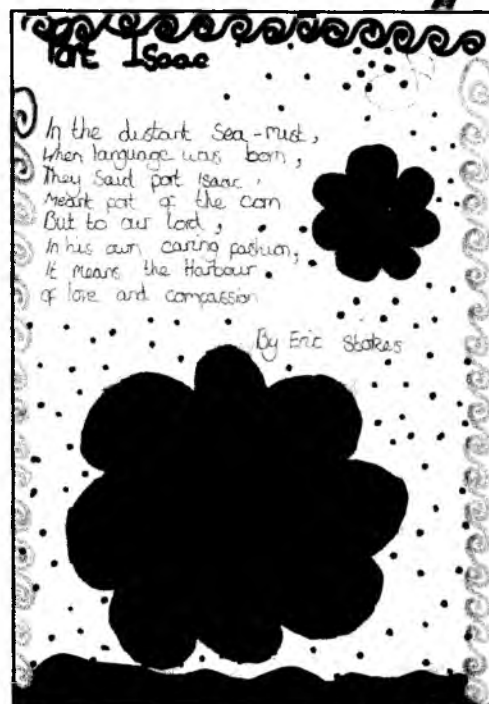 Port Isaac
In the distant Sea-mist,
When language was born,
They Said port Isaac,
Meant port of the corn
But to our lord,
In his own caring fashion,
It means the Harbour
of love and compassion
By Eric Stokes